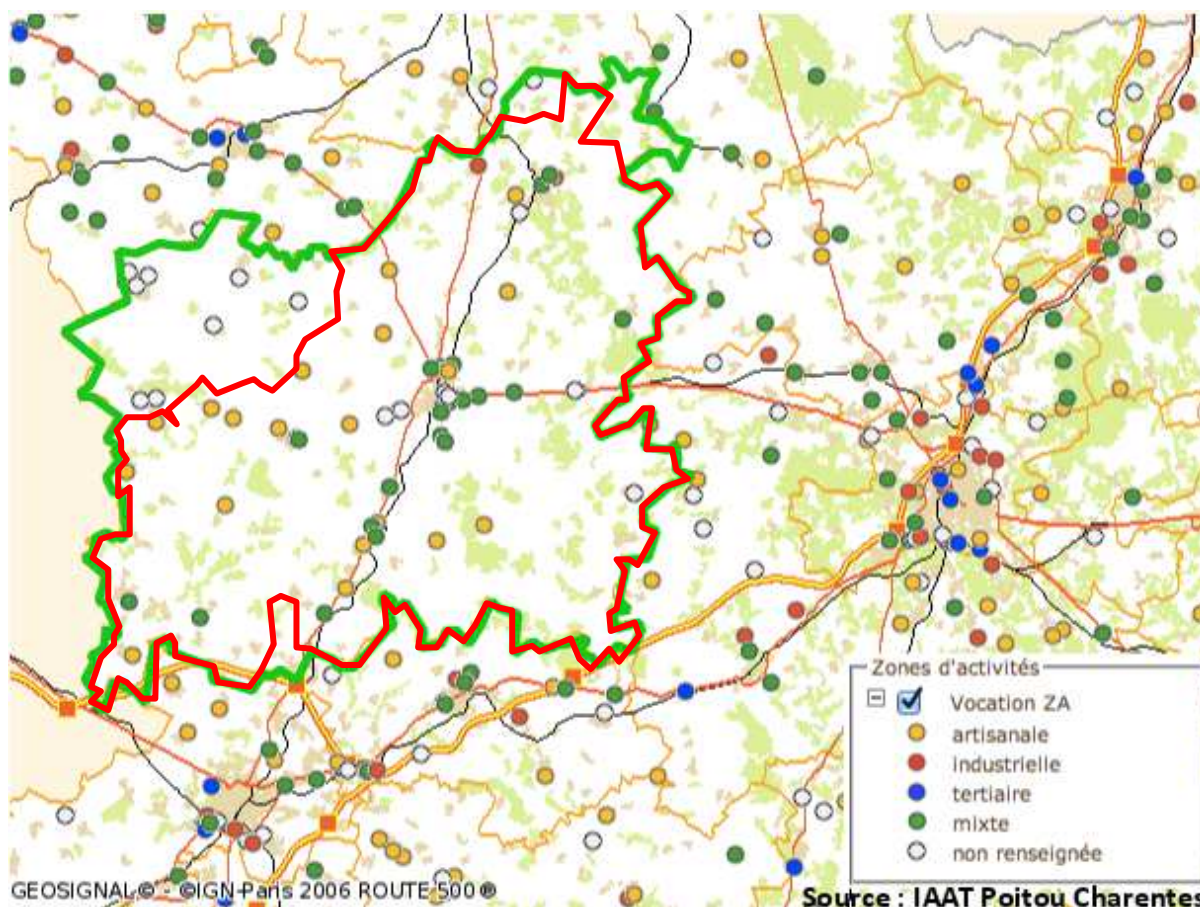 Zones d'activités
Vocation ZA
artisanale
industrielle
tertiaire
mixte
non renseignée
GEOSIGNAL© - ©IGN-Paris 2006 ROUTE 500®
Source : IAAT Poitou Charentes